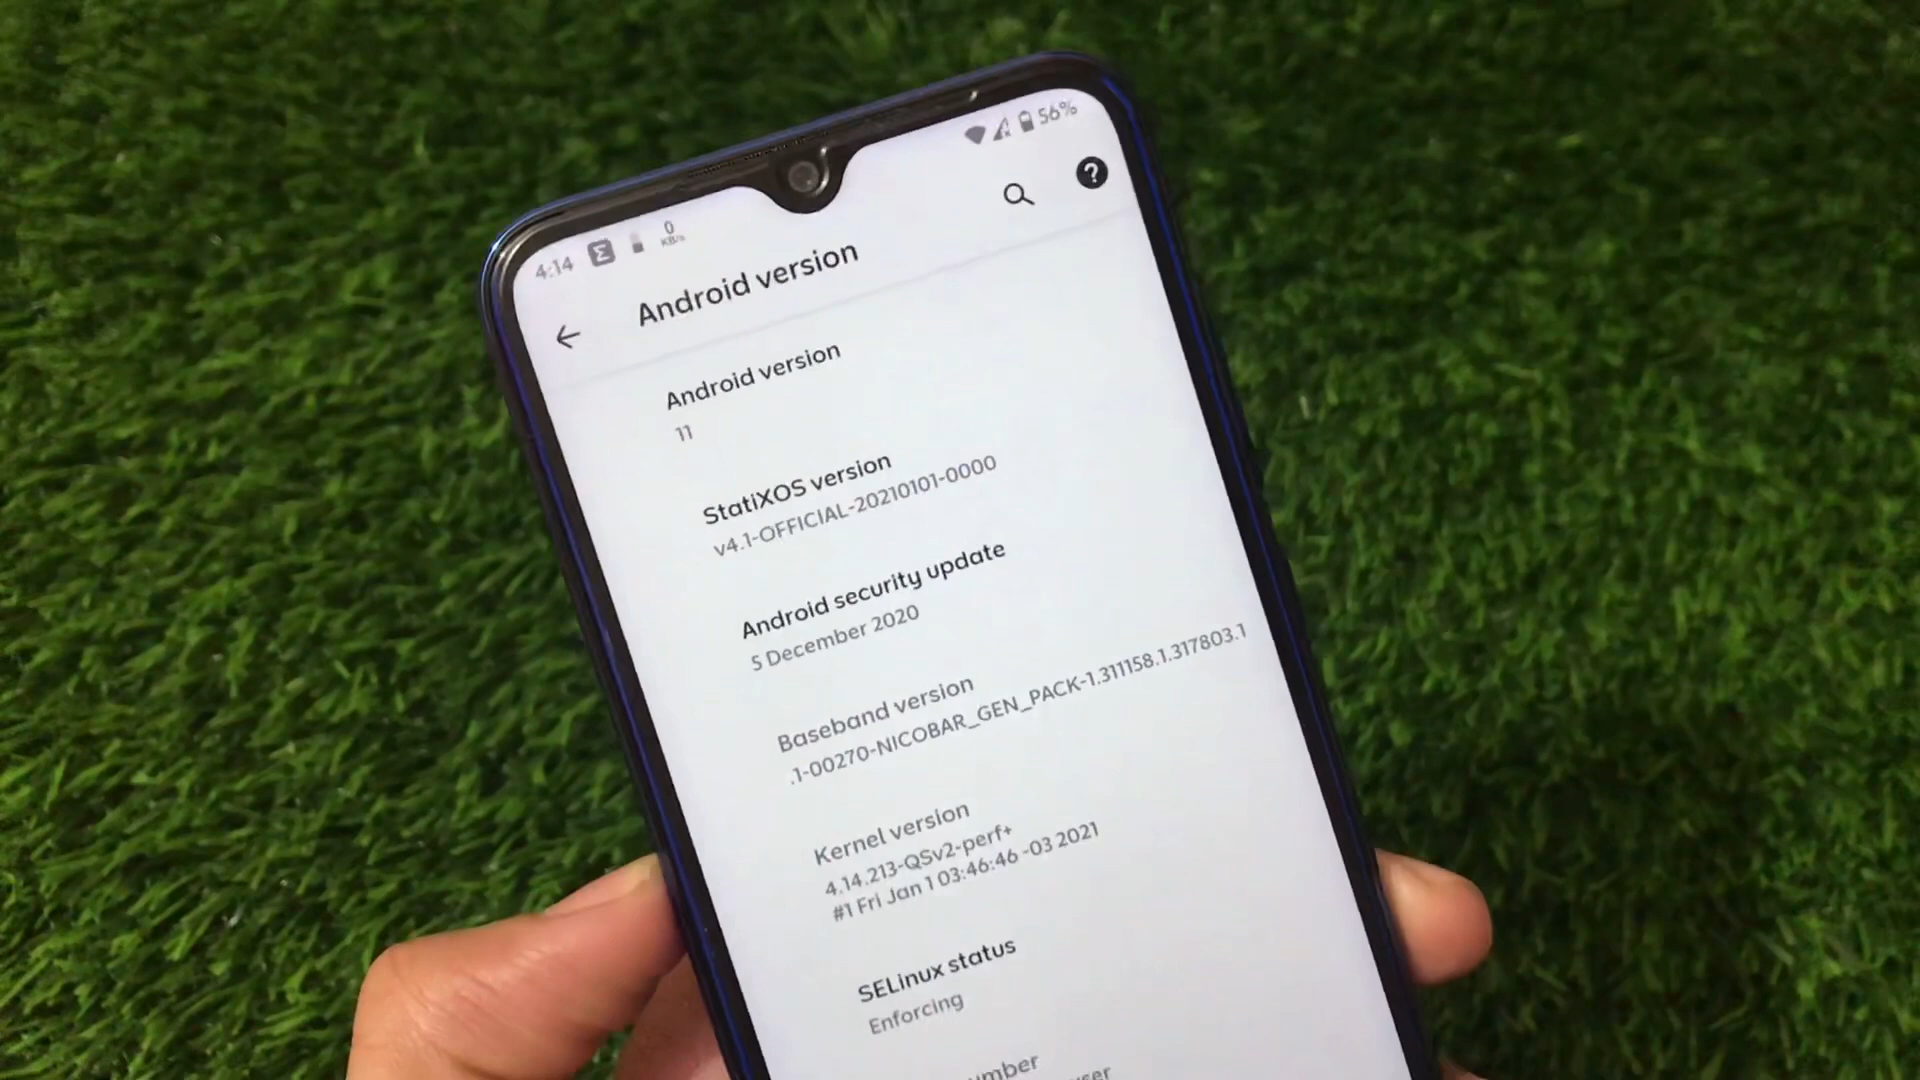 4:14 0 KB/s 56%
Android version
Android version
11
StatiXOS version
v4.1-OFFICIAL-20210101-0000
Android security update
5 December 2020
Baseband version
.1-00270-NICOBAR_GEN_PACK-1.311158.1.317803.1
Kernel version
4.14.213-QSv2-perf+
#1 Fri Jan 1 03:46:46 -03 2021
SELinux status
Enforcing